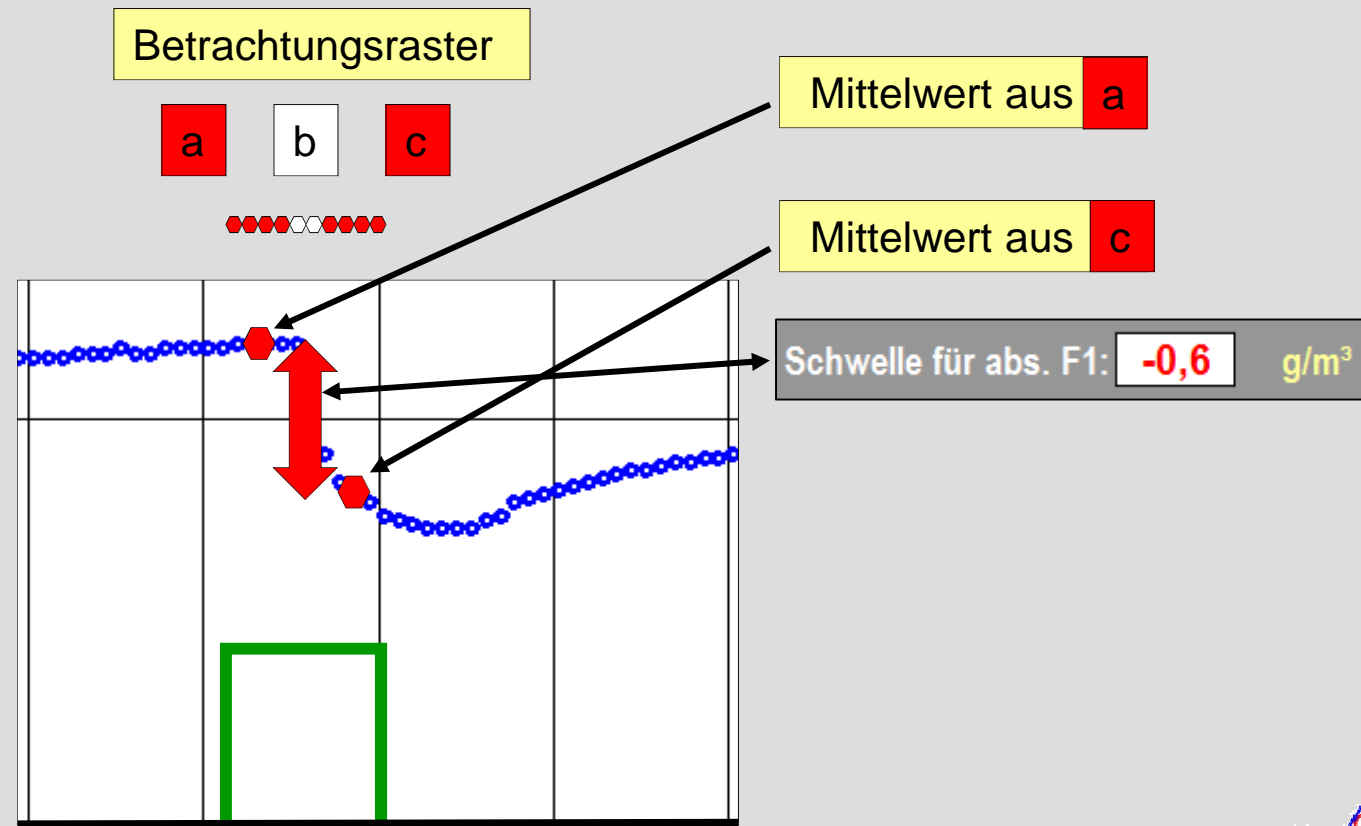 Betrachtungsraster
a b c
Mittelwert aus a
Mittelwert aus c
Schwelle für abs. F1: -0,6 g/m³